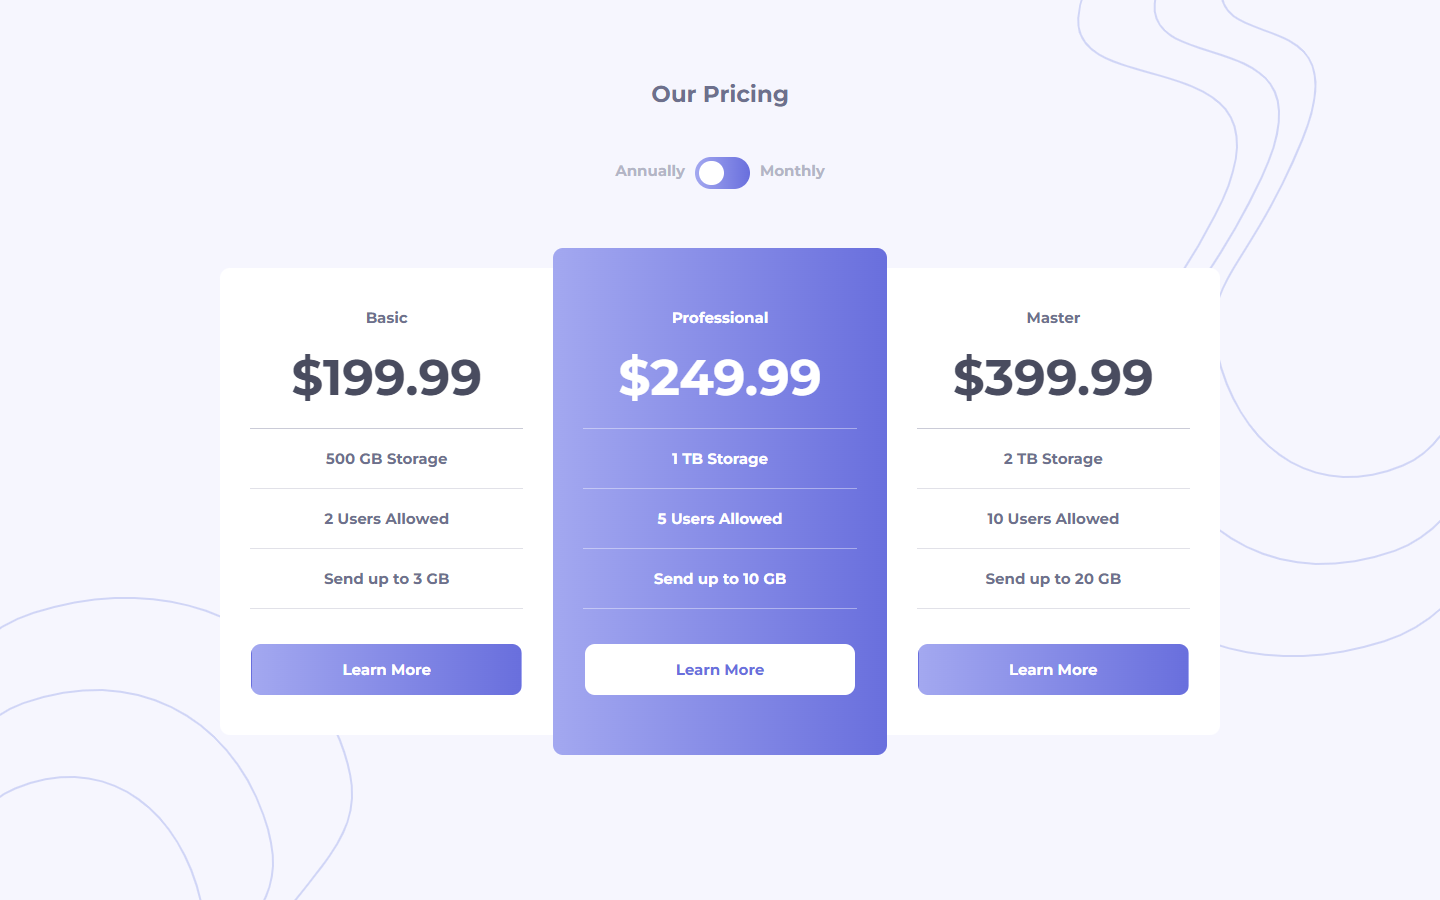 Our Pricing
Annually Monthly
Basic
$199.99
500 GB Storage
2 Users Allowed
Send up to 3 GB
Learn More
Professional
$249.99
1 TB Storage
5 Users Allowed
Send up to 10 GB
Learn More
Master
$399.99
2 TB Storage
10 Users Allowed
Send up to 20 GB
Learn More